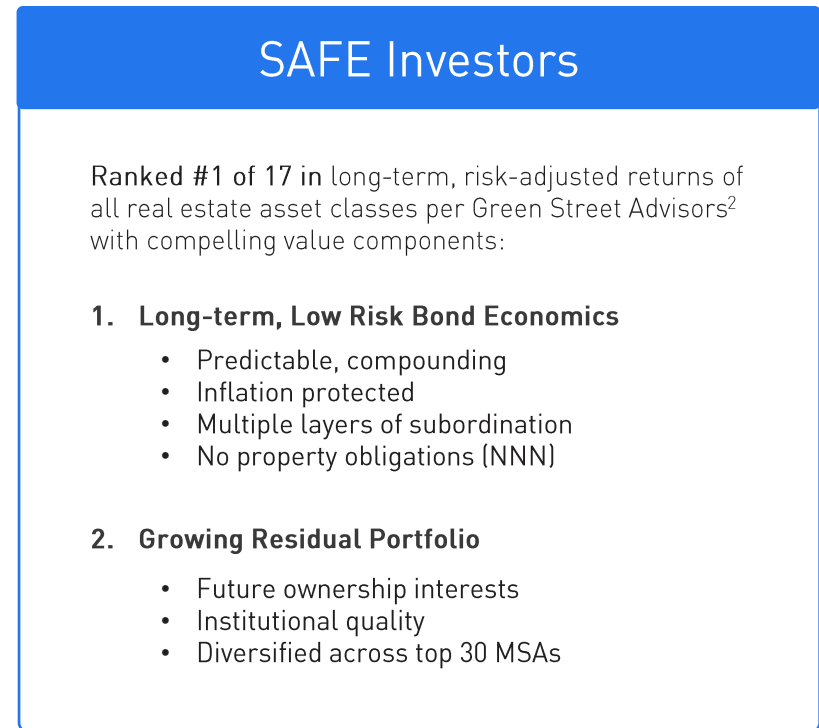 SAFE Investors
Ranked #1 of 17 in long-term, risk-adjusted returns of
all real estate asset classes per Green Street Advisors²
with compelling value components:
1. Long-term, Low Risk Bond Economics
• Predictable, compounding
• Inflation protected
• Multiple layers of subordination
• No property obligations (NNN)
2. Growing Residual Portfolio
• Future ownership interests
• Institutional quality
• Diversified across top 30 MSAs